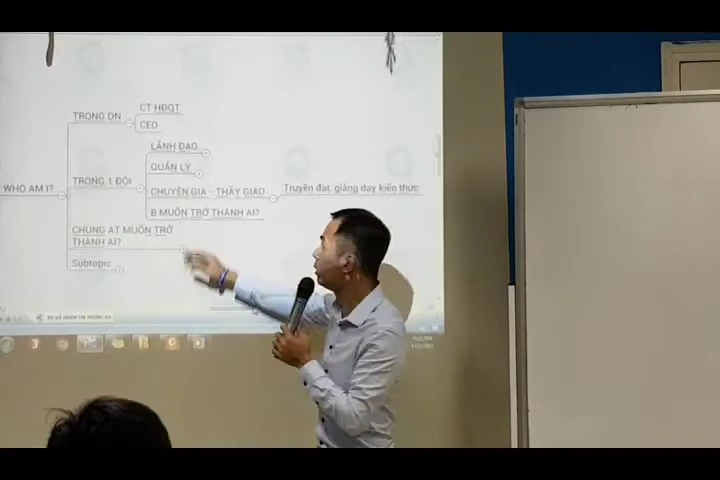 WHO AM I?
TRONG DN
CT HĐQT
CEO
TRONG 1 ĐỘI
LÃNH ĐẠO
QUẢN LÝ
CHUYÊN GIA - THẦY GIÁO
Truyền đạt, giảng dạy kiến thức
B MUỐN TRỞ THÀNH AI?
CHUNG AT MUỐN TRỞ
THÀNH AI?
Subtopic